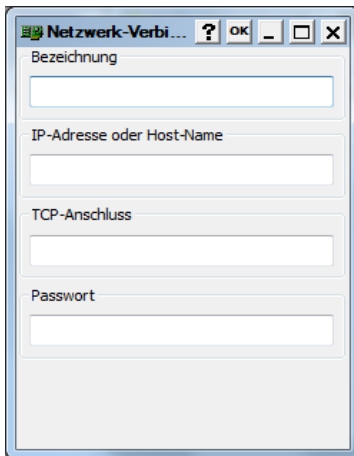 Netzwerk-Verbi... ? OK
Bezeichnung
IP-Adresse oder Host-Name
TCP-Anschluss
Passwort